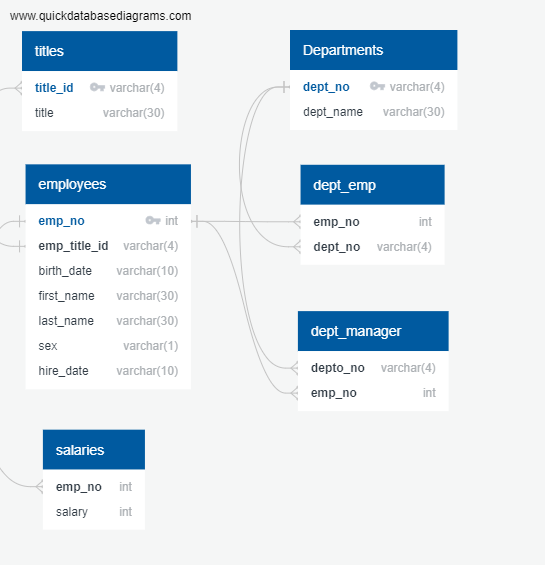 www.quickdatabasediagrams.com
titles
title_id varchar(4)
title varchar(30)
employees
emp_no int
emp_title_id varchar(4)
birth_date varchar(10)
first_name varchar(30)
last_name varchar(30)
sex varchar(1)
hire_date varchar(10)
salaries
emp_no int
salary int
Departments
dept_no varchar(4)
dept_name varchar(30)
dept_emp
emp_no int
dept_no varchar(4)
dept_manager
depto_no varchar(4)
emp_no int